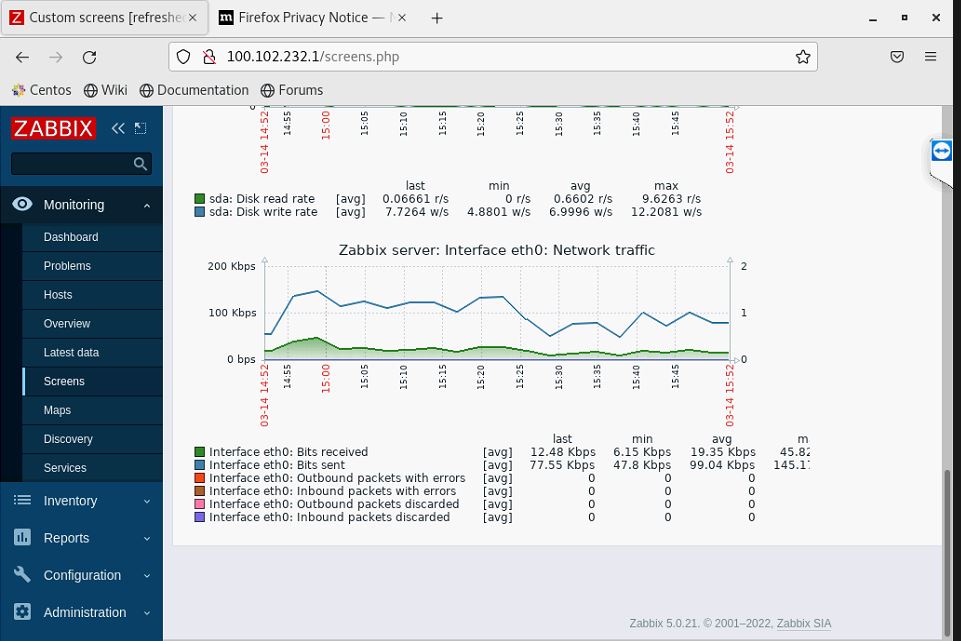 Custom screens [refreshed
Firefox Privacy Notice —
100.102.232.1/screens.php
Centos Wiki Documentation Forums
ZABBIX
Monitoring
Dashboard
Problems
Hosts
Overview
Latest data
Screens
Maps
Discovery
Services
Inventory
Reports
Configuration
Administration
0
03-14 14:52 14:55 15:00 15:05 15:10 15:15 15:20 15:25 15:30 15:35 15:40 15:45 03-14 15:52
last min avg max
sda: Disk read rate [avg] 0.06661 r/s 0 r/s 0.6602 r/s 9.6263 r/s
sda: Disk write rate [avg] 7.7264 w/s 4.8801 w/s 6.9996 w/s 12.2081 w/s
Zabbix server: Interface eth0: Network traffic
200 Kbps 2
100 Kbps 1
0 bps 0
03-14 14:52 14:55 15:00 15:05 15:10 15:15 15:20 15:25 15:30 15:35 15:40 15:45 03-14 15:52
last min avg m
Interface eth0: Bits received [avg] 12.48 Kbps 6.15 Kbps 19.35 Kbps 45.82
Interface eth0: Bits sent [avg] 77.55 Kbps 47.8 Kbps 99.04 Kbps 145.17
Interface eth0: Outbound packets with errors [avg] 0 0 0
Interface eth0: Inbound packets with errors [avg] 0 0 0
Interface eth0: Outbound packets discarded [avg] 0 0 0
Interface eth0: Inbound packets discarded [avg] 0 0 0
Zabbix 5.0.21. © 2001–2022, Zabbix SIA